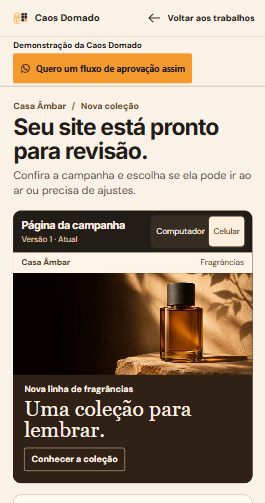 Caos Domado
← Voltar aos trabalhos
Demonstração da Caos Domado
Quero um fluxo de aprovação assim
Casa Âmbar / Nova coleção
Seu site está pronto
para revisão.
Confira a campanha e escolha se ela pode ir ao
ar ou precisa de ajustes.
Página da campanha
Versão 1 · Atual
Computador
Celular
Casa Âmbar
Fragrâncias
Nova linha de fragrâncias
Uma coleção para
lembrar.
Conhecer a coleção